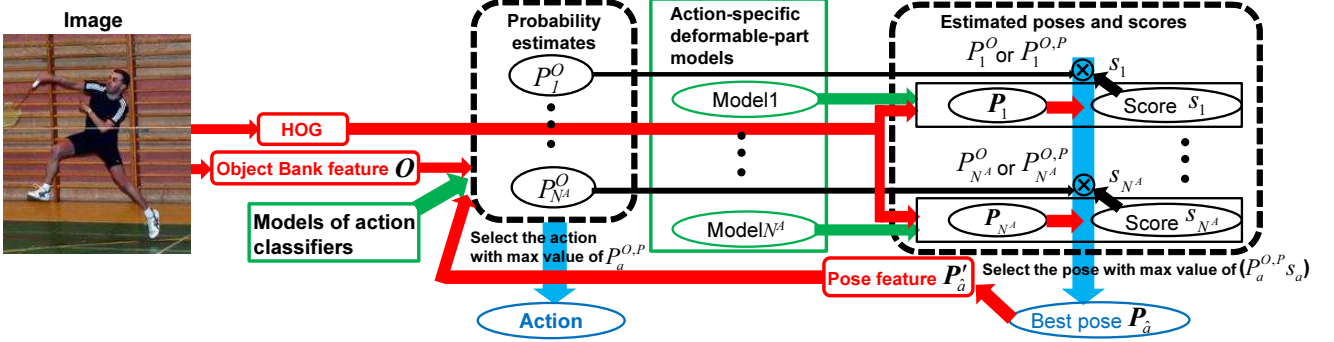 Image
Probability
estimates
Action-specific
deformable-part
models
Estimated poses and scores
P_1^O
P_1^O or P_1^{O,P}
s_1
Model1
P_1
Score s_1
HOG
Object Bank feature O
P_{N^A}^O
P_{N^A}^O or P_{N^A}^{O,P}
s_{N^A}
Models of action
classifiers
ModelN^A
P_{N^A}
Score s_{N^A}
Select the action
with max value of P_a^{O,P}
Pose feature P'_â
Select the pose with max value of (P_a^{O,P} s_a)
Action
Best pose P_â